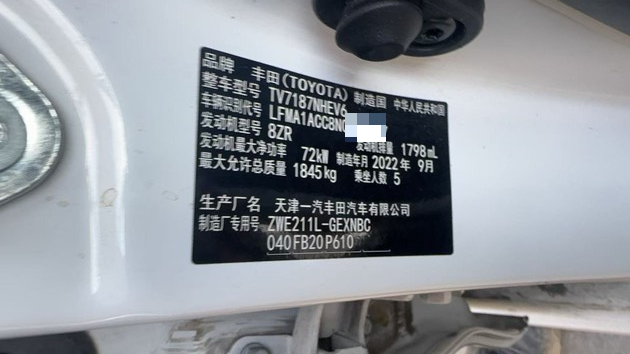 品牌 丰田(TOYOTA) 制造国 中华人民共和国
整车型号 TV7187NHEV6
车辆识别代号 LFMA1ACC8N
发动机型号 8ZR 发动机排量 1798mL
发动机最大净功率 72kW 制造年月 2022年 9月
最大允许总质量 1845kg 乘坐人数 5
生产厂名 天津一汽丰田汽车有限公司
制造厂专用号 ZWE211L-GEXNBC
040FB20P610